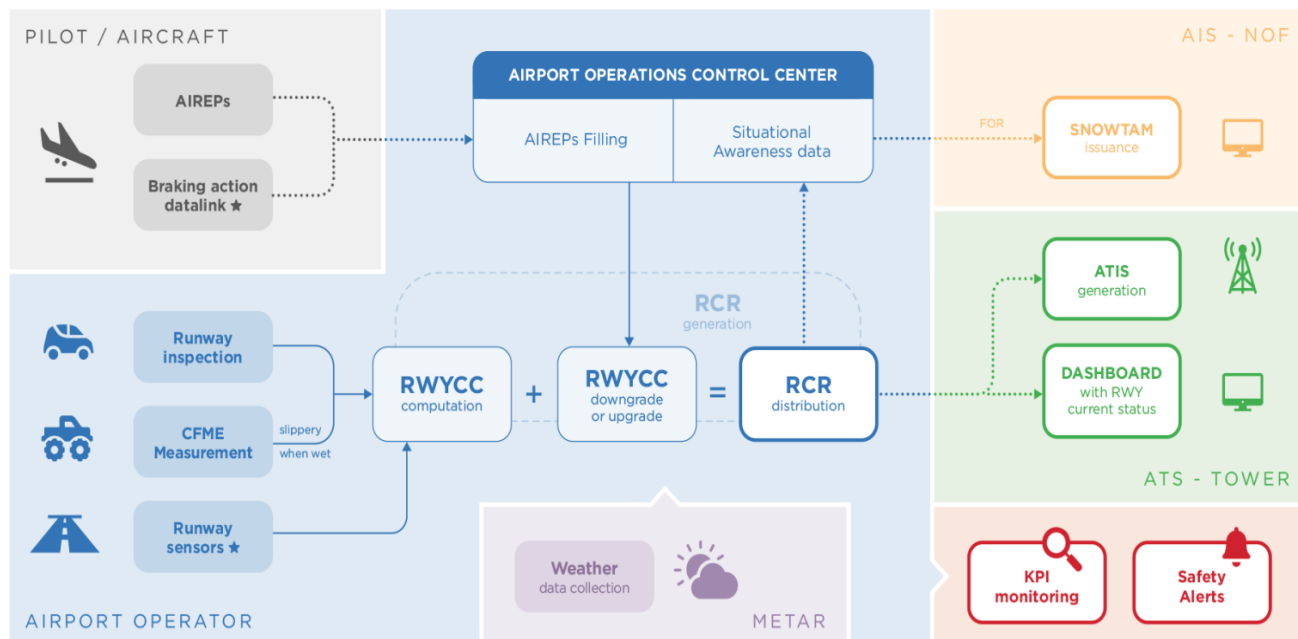 PILOT / AIRCRAFT
AIREPs
Braking action
datalink ★
AIRPORT OPERATIONS CONTROL CENTER
AIREPs Filling
Situational
Awareness data
AIS - NOF
FOR
SNOWTAM
issuance
RCR
generation
ATIS
generation
DASHBOARD
with RWY
current status
ATS - TOWER
Runway
inspection
CFME
Measurement
slippery
when wet
Runway
sensors ★
RWYCC
computation
+
RWYCC
downgrade
or upgrade
=
RCR
distribution
AIRPORT OPERATOR
Weather
data collection
METAR
KPI
monitoring
Safety
Alerts